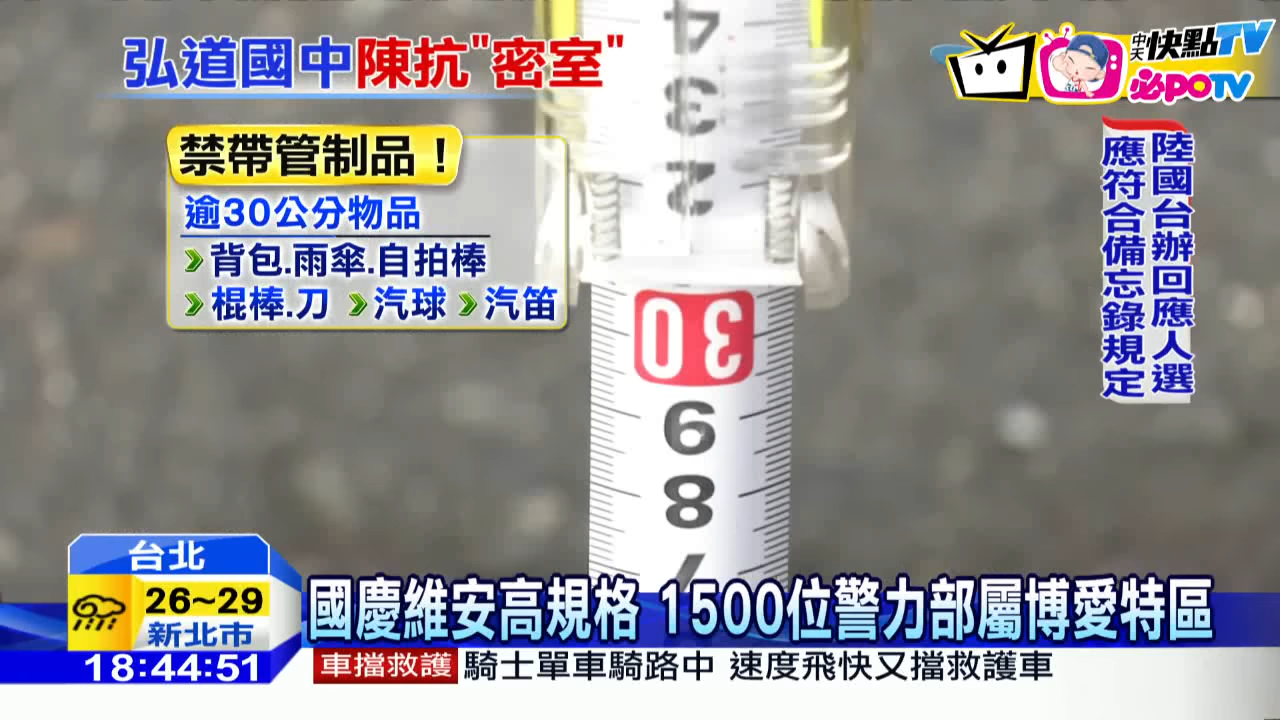 弘道國中陳抗"密室"
中天快點TV
必POTV
禁帶管制品！
逾30公分物品
背包.雨傘.自拍棒
棍棒.刀 汽球 汽笛
陸國台辦回應人選
應符合備忘錄規定
4
3
2
30
9
8
7
台北
26~29
新北市
18:44:51
國慶維安高規格 1500位警力部屬博愛特區
車擋救護 騎士單車騎路中 速度飛快又擋救護車